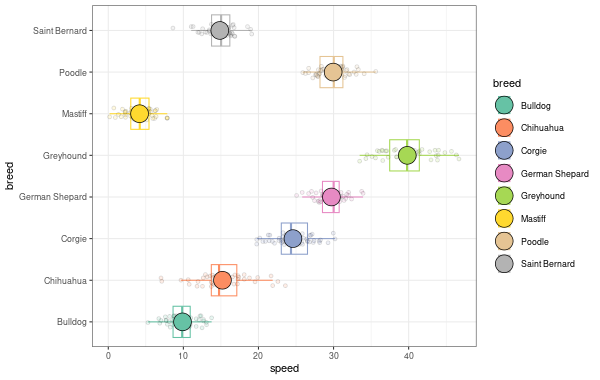 Saint Bernard
Poodle
Mastiff
Greyhound
German Shepard
Corgie
Chihuahua
Bulldog
breed
0 10 20 30 40
speed
breed
Bulldog
Chihuahua
Corgie
German Shepard
Greyhound
Mastiff
Poodle
Saint Bernard